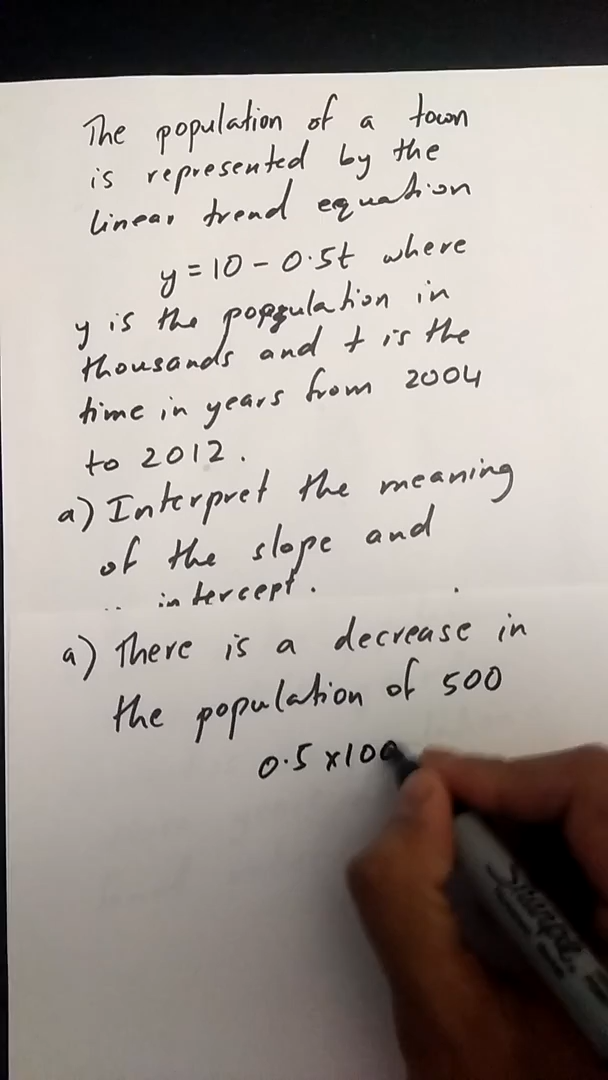 The population of a town
is represented by the
linear trend equation
y = 10 - 0.5t where
y is the population in
thousands and t is the
time in years from 2004
to 2012.
a) Interpret the meaning
of the slope and
intercept.
a) There is a decrease in
the population of 500
0.5 x 100
Sharpie